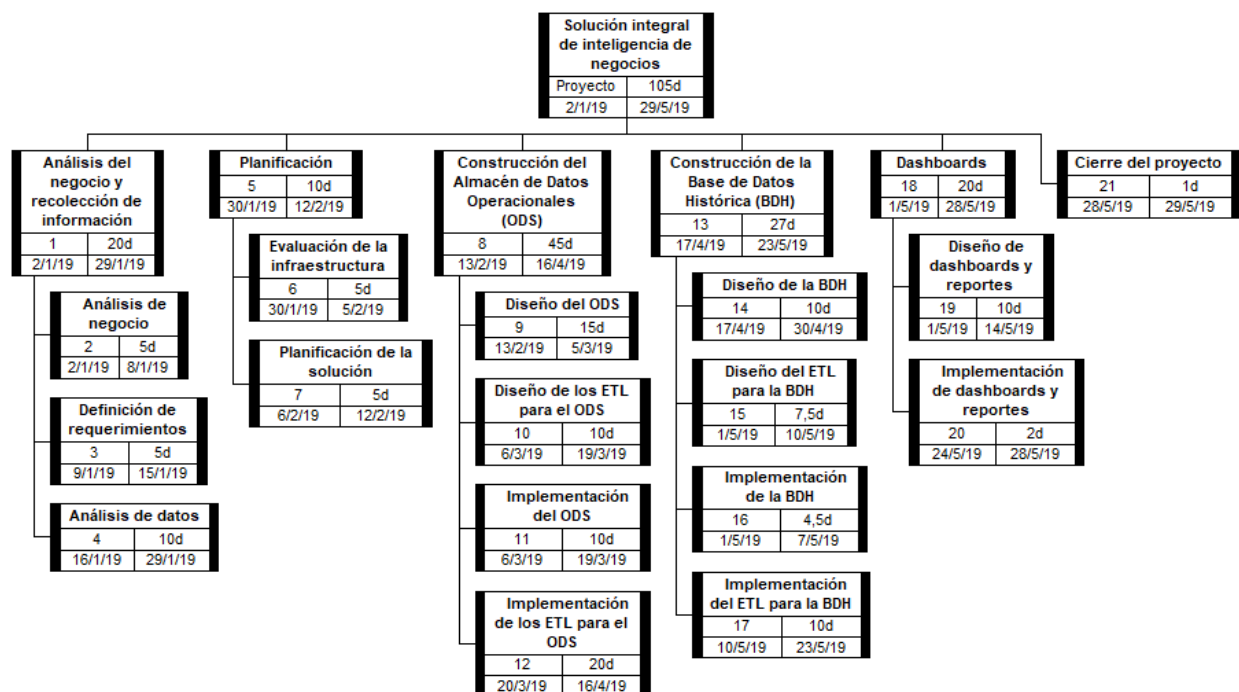 Solución integral
de inteligencia de
negocios
Proyecto 105d
2/1/19 29/5/19
Análisis del
negocio y
recolección de
información
1 20d
2/1/19 29/1/19
Análisis de
negocio
2 5d
2/1/19 8/1/19
Definición de
requerimientos
3 5d
9/1/19 15/1/19
Análisis de datos
4 10d
16/1/19 29/1/19
Planificación
5 10d
30/1/19 12/2/19
Evaluación de la
infraestructura
6 5d
30/1/19 5/2/19
Planificación de la
solución
7 5d
6/2/19 12/2/19
Construcción del
Almacén de Datos
Operacionales
(ODS)
8 45d
13/2/19 16/4/19
Diseño del ODS
9 15d
13/2/19 5/3/19
Diseño de los ETL
para el ODS
10 10d
6/3/19 19/3/19
Implementación
del ODS
11 10d
6/3/19 19/3/19
Implementación
de los ETL para el
ODS
12 20d
20/3/19 16/4/19
Construcción de la
Base de Datos
Histórica (BDH)
13 27d
17/4/19 23/5/19
Diseño de la BDH
14 10d
17/4/19 30/4/19
Diseño del ETL
para la BDH
15 7,5d
1/5/19 10/5/19
Implementación
de la BDH
16 4,5d
1/5/19 7/5/19
Implementación
del ETL para la BDH
17 10d
10/5/19 23/5/19
Dashboards
18 20d
1/5/19 28/5/19
Diseño de
dashboards y
reportes
19 10d
1/5/19 14/5/19
Implementación
de dashboards y
reportes
20 2d
24/5/19 28/5/19
Cierre del proyecto
21 1d
28/5/19 29/5/19